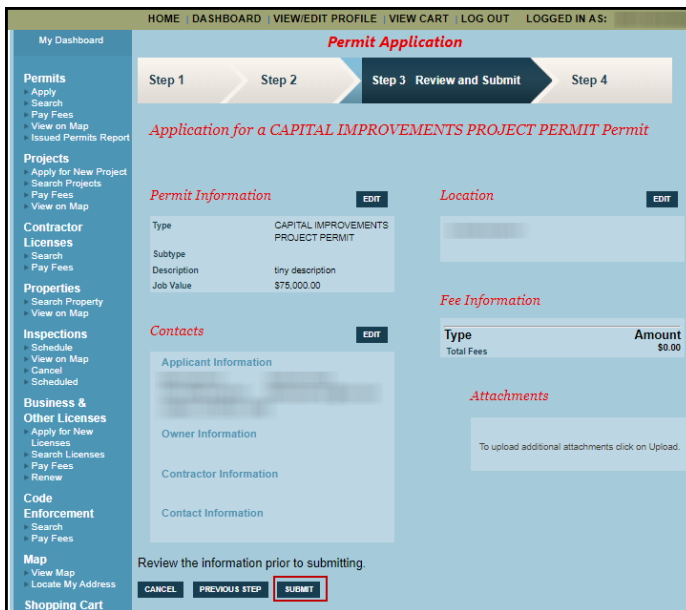 HOME | DASHBOARD | VIEW/EDIT PROFILE | VIEW CART | LOG OUT LOGGED IN AS:
My Dashboard
Permits
Apply
Search
Pay Fees
View on Map
Issued Permits Report
Projects
Apply for New Project
Search Projects
Pay Fees
View on Map
Contractor
Licenses
Search
Pay Fees
Properties
Search Property
View on Map
Inspections
Schedule
View on Map
Cancel
Scheduled
Business &
Other Licenses
Apply for New
Licenses
Search Licenses
Pay Fees
Renew
Code
Enforcement
Search
Pay Fees
Map
View Map
Locate My Address
Shopping Cart
Permit Application
Step 1 Step 2 Step 3 Review and Submit Step 4
Application for a CAPITAL IMPROVEMENTS PROJECT PERMIT Permit
Permit Information EDIT
Type CAPITAL IMPROVEMENTS
PROJECT PERMIT
Subtype
Description tiny description
Job Value $75,000.00
Location EDIT
Contacts EDIT
Applicant Information
Owner Information
Contractor Information
Contact Information
Fee Information
Type Amount
Total Fees $0.00
Attachments
To upload additional attachments click on Upload.
Review the information prior to submitting.
CANCEL PREVIOUS STEP SUBMIT